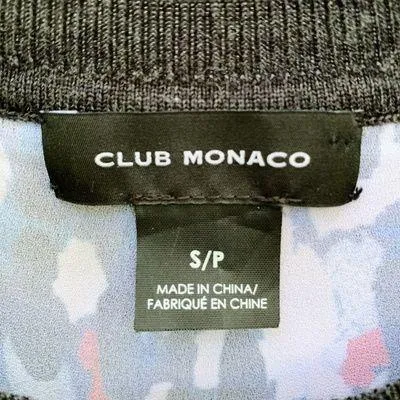 CLUB MONACO
S/P
MADE IN CHINA/
FABRIQUÉ EN CHINE